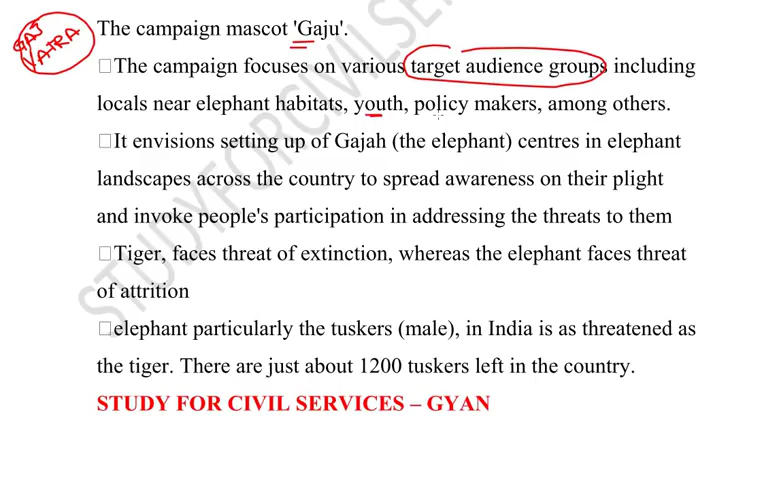 GAJ
YATRA
The campaign mascot 'Gaju'.
□The campaign focuses on various target audience groups including
locals near elephant habitats, youth, policy makers, among others.
□It envisions setting up of Gajah (the elephant) centres in elephant
landscapes across the country to spread awareness on their plight
and invoke people's participation in addressing the threats to them
□Tiger, faces threat of extinction, whereas the elephant faces threat
of attrition
□elephant particularly the tuskers (male), in India is as threatened as
the tiger. There are just about 1200 tuskers left in the country.
STUDY FOR CIVIL SERVICES – GYAN
STUDYFORCIVILSER